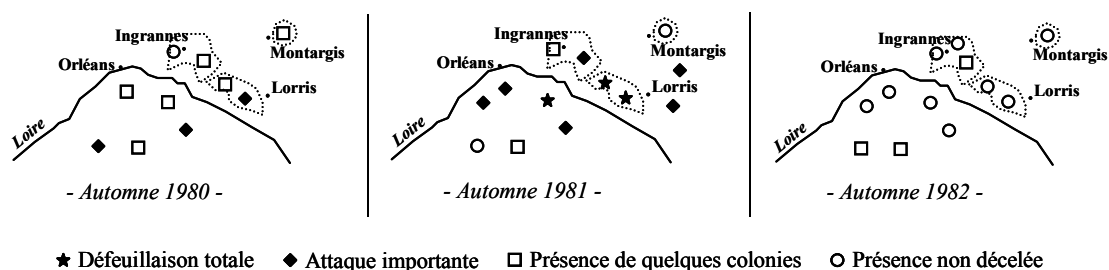 Ingrannes
Montargis
Orléans
Lorris
Loire
- Automne 1980 -
Ingrannes
Montargis
Orléans
Lorris
Loire
- Automne 1981 -
Ingrannes
Montargis
Orléans
Lorris
Loire
- Automne 1982 -
Défeuillaison totale Attaque importante Présence de quelques colonies Présence non décelée